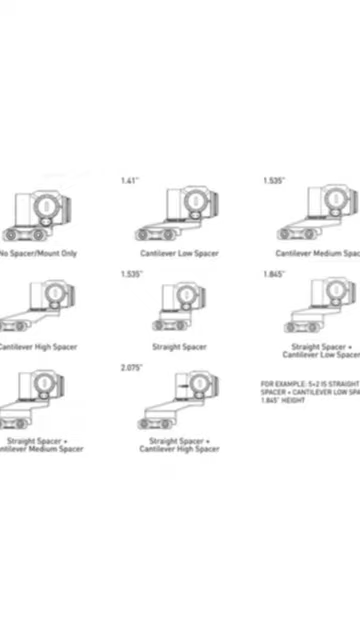 1.41"
1.535"
No Spacer/Mount Only
Cantilever Low Spacer
Cantilever Medium Spac
1.535"
1.845"
Cantilever High Spacer
Straight Spacer
Straight Spacer +
Cantilever Low Spacer
2.075"
FOR EXAMPLE: 5+2 IS STRAIGHT
SPACER + CANTILEVER LOW SPA
1.845" HEIGHT
Straight Spacer +
ntilever Medium Spacer
Straight Spacer +
Cantilever High Spacer